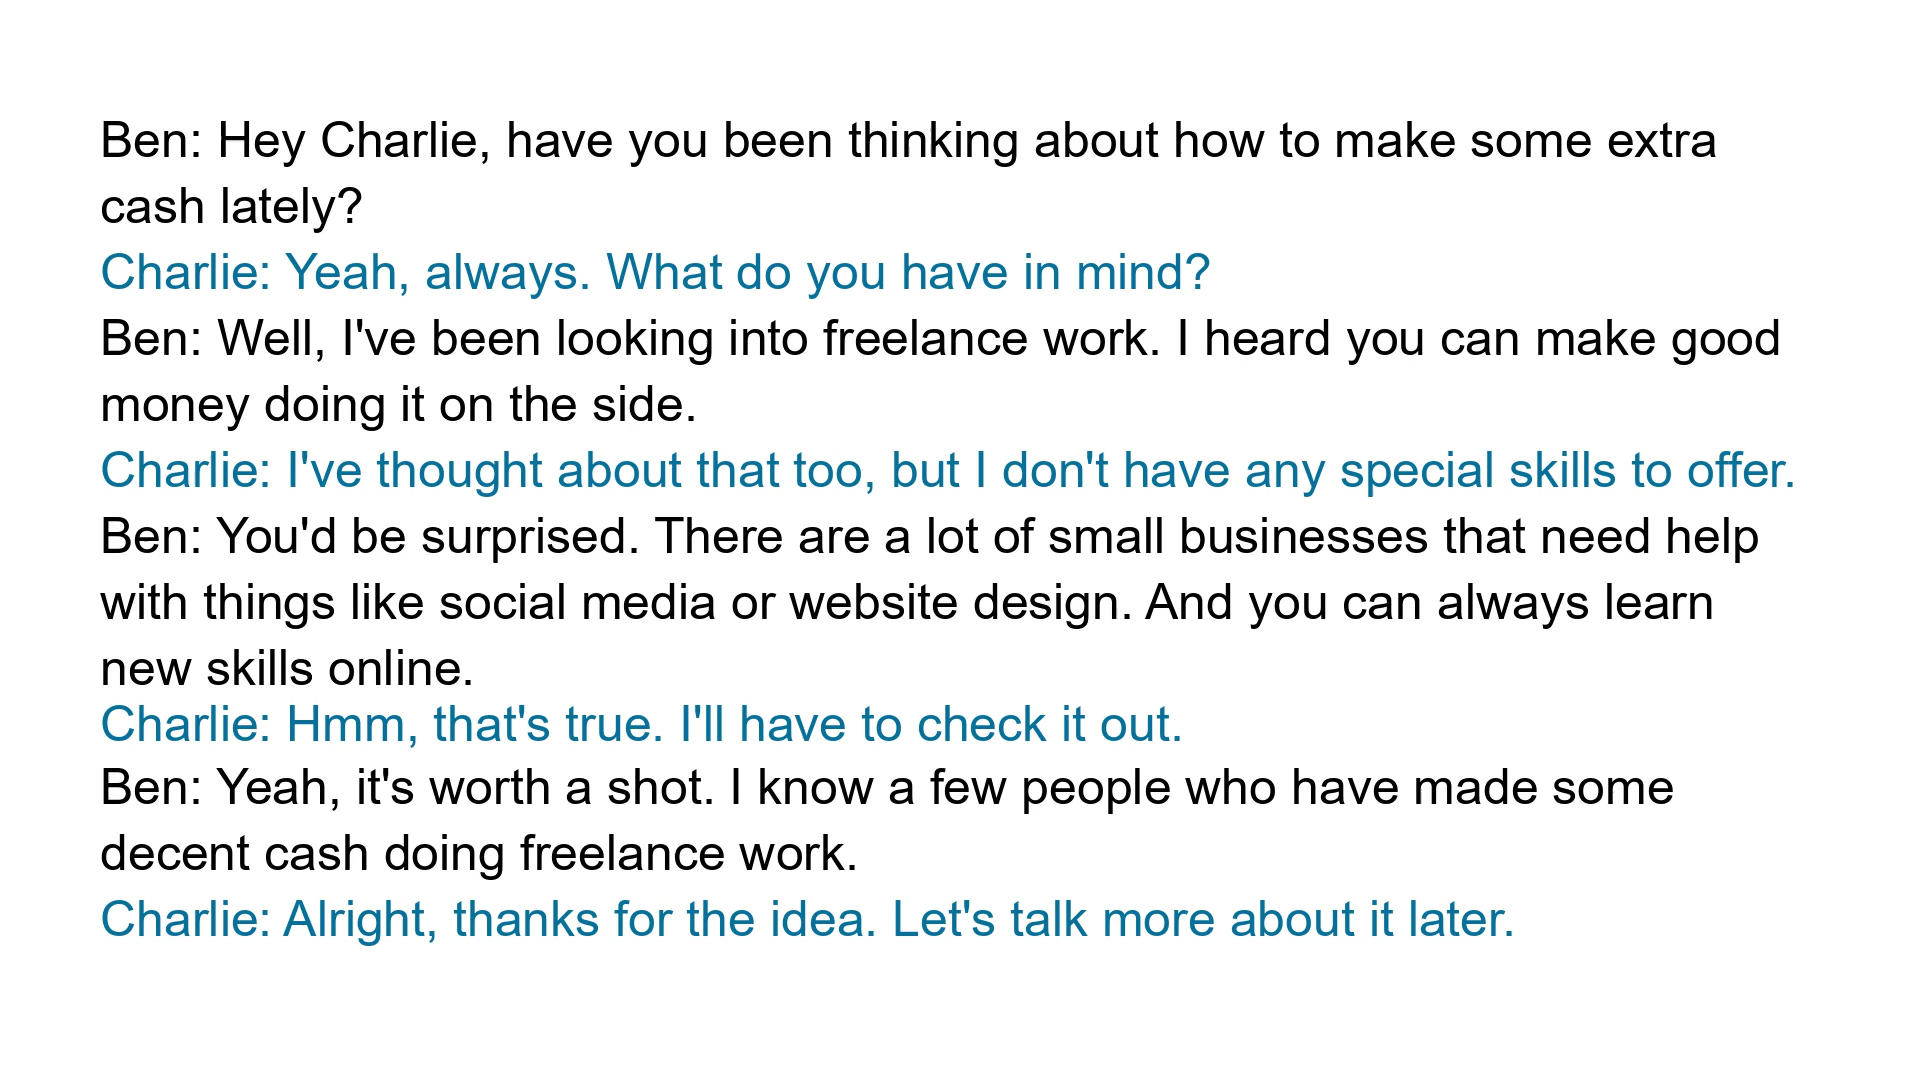 Ben: Hey Charlie, have you been thinking about how to make some extra
cash lately?
Charlie: Yeah, always. What do you have in mind?
Ben: Well, I've been looking into freelance work. I heard you can make good
money doing it on the side.
Charlie: I've thought about that too, but I don't have any special skills to offer.
Ben: You'd be surprised. There are a lot of small businesses that need help
with things like social media or website design. And you can always learn
new skills online.
Charlie: Hmm, that's true. I'll have to check it out.
Ben: Yeah, it's worth a shot. I know a few people who have made some
decent cash doing freelance work.
Charlie: Alright, thanks for the idea. Let's talk more about it later.